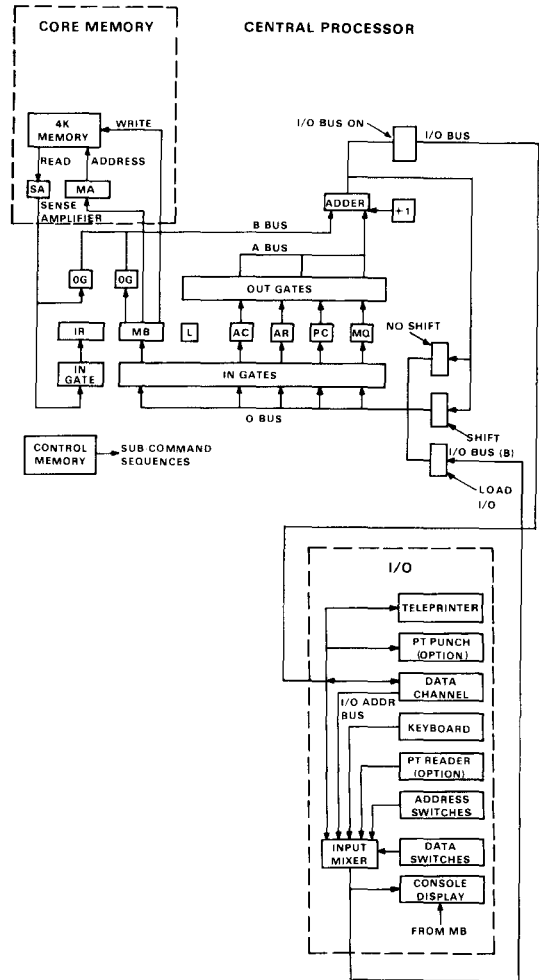 CORE MEMORY
CENTRAL PROCESSOR
4K
MEMORY
WRITE
READ
ADDRESS
SA
MA
SENSE
AMPLIFIER
I/O BUS ON
I/O BUS
ADDER
+1
B BUS
A BUS
OG
OG
OUT GATES
IR
MB
L
AC
AR
PC
MQ
NO SHIFT
IN
GATE
IN GATES
O BUS
SHIFT
I/O BUS (B)
CONTROL
MEMORY
SUB COMMAND
SEQUENCES
LOAD
I/O
I/O
TELEPRINTER
PT PUNCH
(OPTION)
DATA
CHANNEL
I/O ADDR
BUS
KEYBOARD
PT READER
(OPTION)
ADDRESS
SWITCHES
INPUT
MIXER
DATA
SWITCHES
CONSOLE
DISPLAY
FROM MB